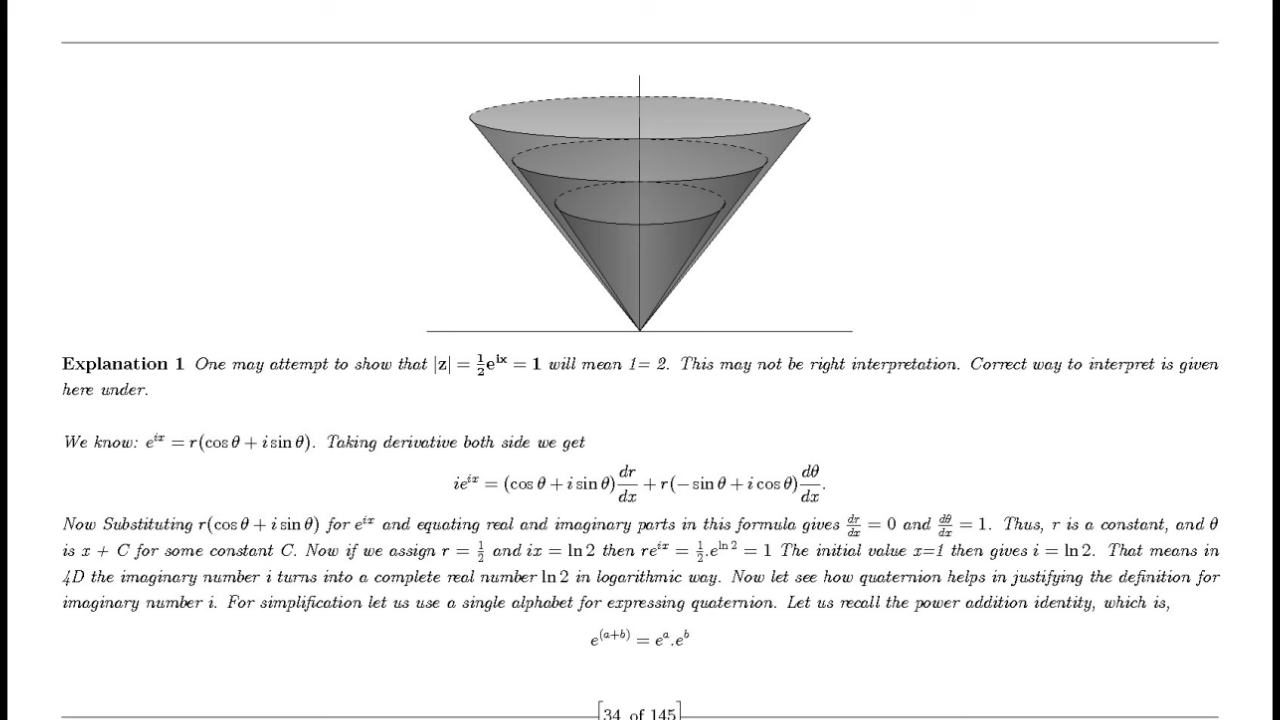 Explanation 1 One may attempt to show that |z| = ½e^{ix} = 1 will mean 1= 2. This may not be right interpretation. Correct way to interpret is given
here under.
We know: e^{ix} = r(cos θ + i sin θ). Taking derivative both side we get
ie^{ix} = (cos θ + i sin θ) dr/dx + r(− sin θ + i cos θ) dθ/dx.
Now Substituting r(cos θ + i sin θ) for e^{ix} and equating real and imaginary parts in this formula gives dr/dx = 0 and dθ/dx = 1. Thus, r is a constant, and θ
is x + C for some constant C. Now if we assign r = ½ and ix = ln 2 then re^{ix} = ½.e^{ln 2} = 1 The initial value x=1 then gives i = ln 2. That means in
4D the imaginary number i turns into a complete real number ln 2 in logarithmic way. Now let see how quaternion helps in justifying the definition for
imaginary number i. For simplification let us use a single alphabet for expressing quaternion. Let us recall the power addition identity, which is,
e^{(a+b)} = e^{a}.e^{b}
[34 of 145]